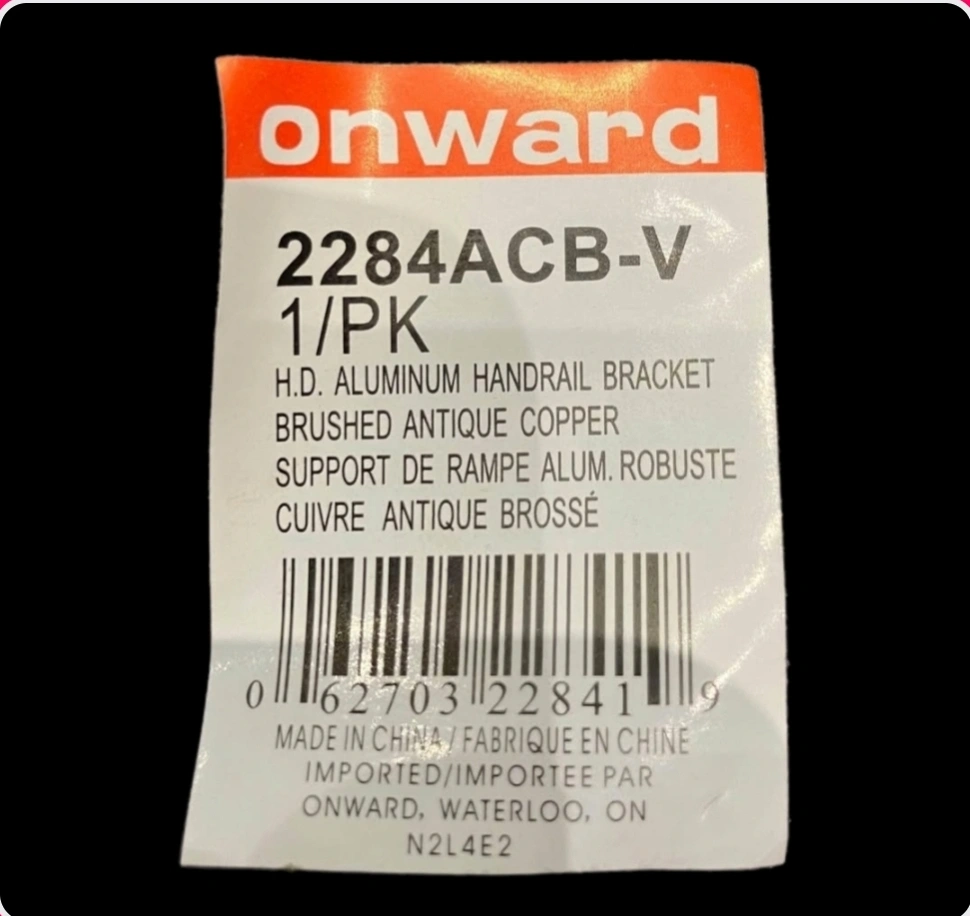 onward
2284ACB-V
1/PK
H.D. ALUMINUM HANDRAIL BRACKET
BRUSHED ANTIQUE COPPER
SUPPORT DE RAMPE ALUM. ROBUSTE
CUIVRE ANTIQUE BROSSÉ
0 62703 22841 9
MADE IN CHINA / FABRIQUE EN CHINE
IMPORTED/IMPORTEE PAR
ONWARD, WATERLOO, ON
N2L4E2